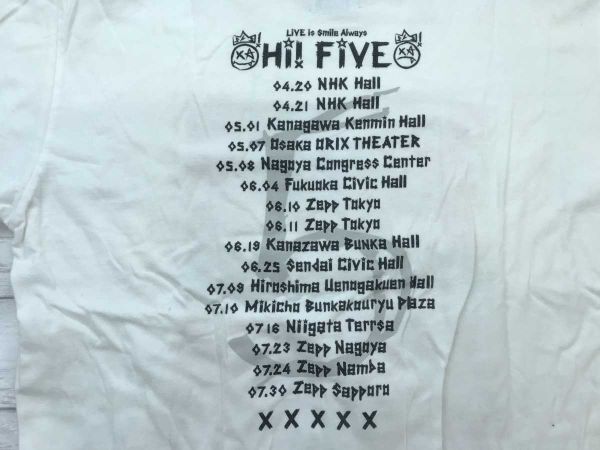 LiVE is Smile Always
Hi! FiVE
04.20 NHK Hall
04.21 NHK Hall
05.01 Kanagawa Kenmin Hall
05.07 Osaka ORIX THEATER
05.08 Nagoya Congress Center
06.04 Fukuoka Civic Hall
06.10 Zepp Tokyo
06.11 Zepp Tokyo
06.19 Kanazawa Bunka Hall
06.25 Sendai Civic Hall
07.09 Hiroshima Uenogakuen Hall
07.10 Mikicho Bunkakouryu Plaza
07 16 Niigata Terrsa
07.23 Zepp Nagoya
07.24 Zepp Namba
07.30 Zepp Sapporo
X X X X X